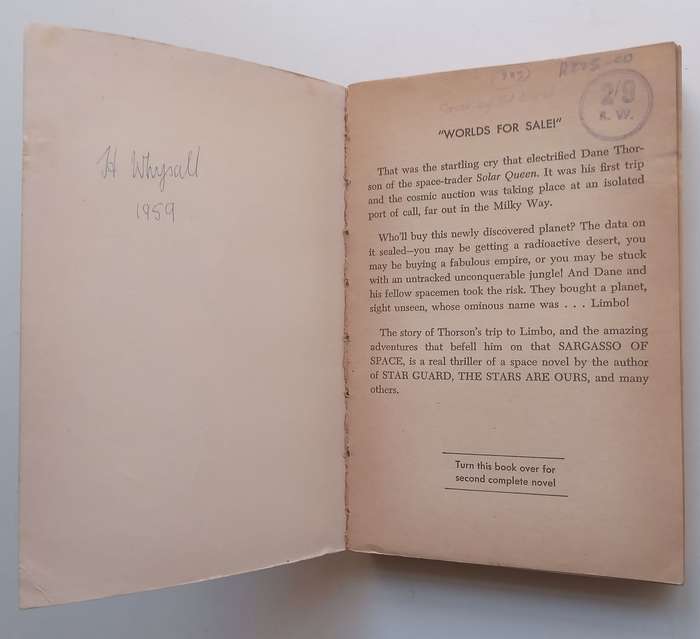 H Whysall
1959
2/9
R. W.
"WORLDS FOR SALE!"
That was the startling cry that electrified Dane Thor-
son of the space-trader Solar Queen. It was his first trip
and the cosmic auction was taking place at an isolated
port of call, far out in the Milky Way.
Who'll buy this newly discovered planet? The data on
it sealed—you may be getting a radioactive desert, you
may be buying a fabulous empire, or you may be stuck
with an untracked unconquerable jungle! And Dane and
his fellow spacemen took the risk. They bought a planet,
sight unseen, whose ominous name was . . . Limbo!
The story of Thorson's trip to Limbo, and the amazing
adventures that befell him on that SARGASSO OF
SPACE, is a real thriller of a space novel by the author
of STAR GUARD, THE STARS ARE OURS, and many
others.
Turn this book over for
second complete novel